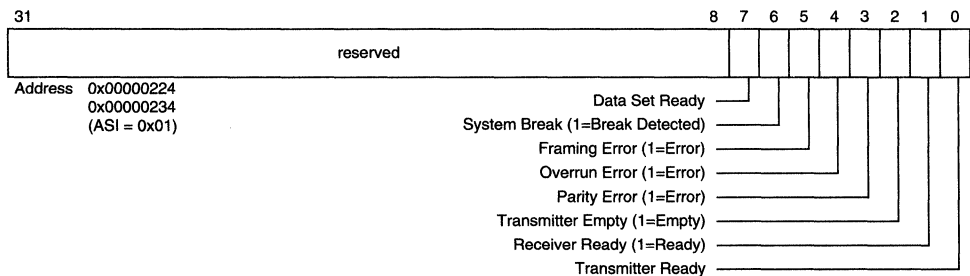 31 8 7 6 5 4 3 2 1 0
reserved
Address 0x00000224
0x00000234
(ASI = 0x01)
Data Set Ready
System Break (1=Break Detected)
Framing Error (1=Error)
Overrun Error (1=Error)
Parity Error (1=Error)
Transmitter Empty (1=Empty)
Receiver Ready (1=Ready)
Transmitter Ready